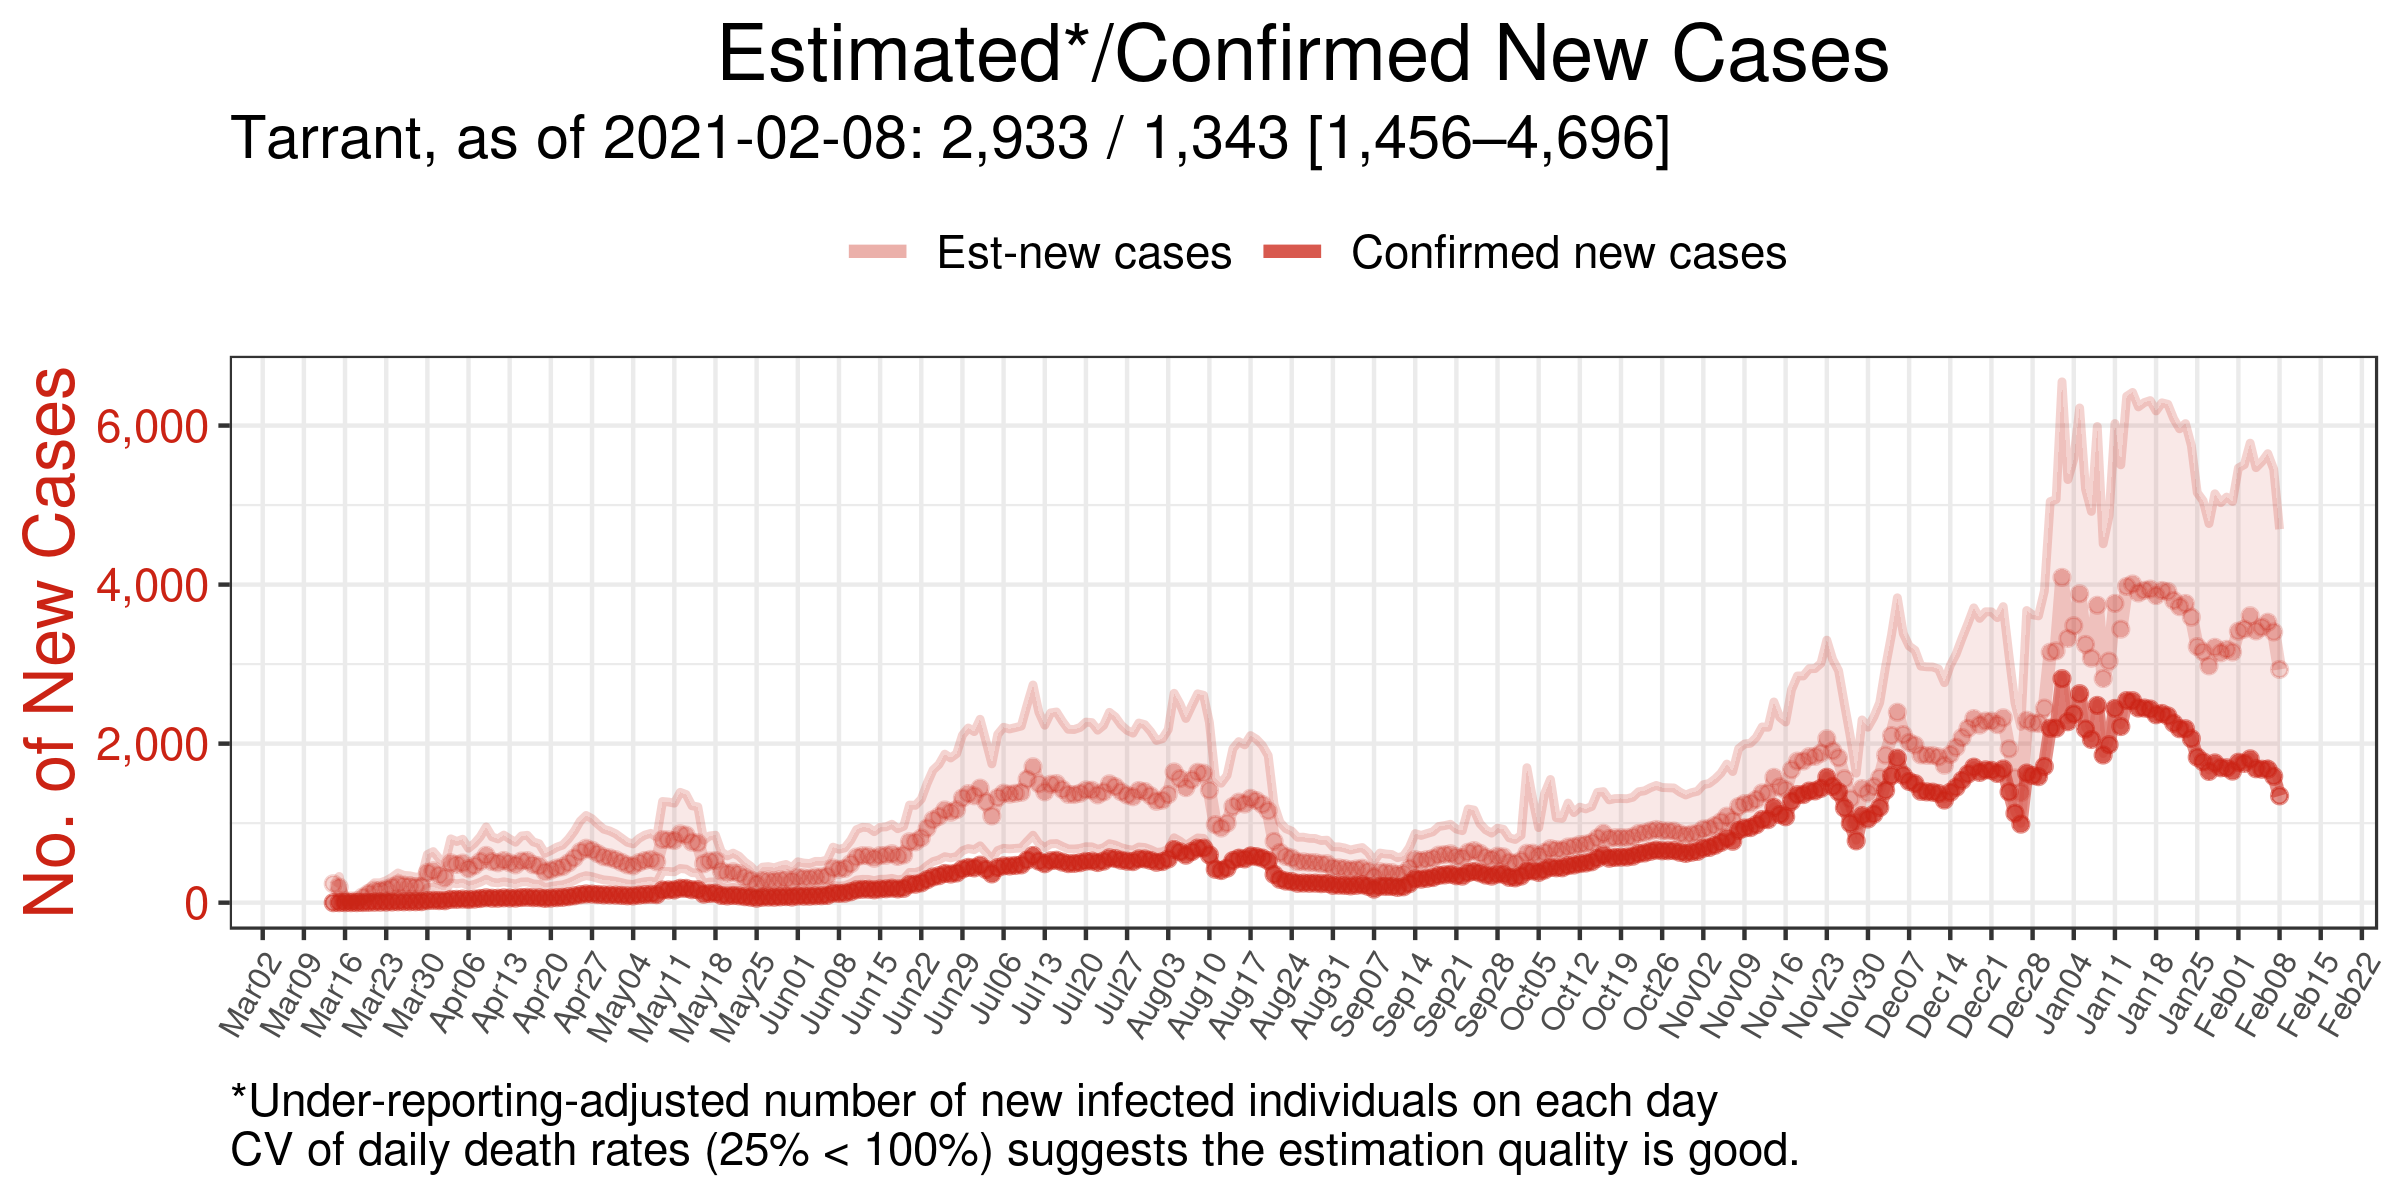 Estimated*/Confirmed New Cases
Tarrant, as of 2021-02-08: 2,933 / 1,343 [1,456–4,696]
Est-new cases
Confirmed new cases
No. of New Cases
6,000
4,000
2,000
0
Mar02
Mar09
Mar16
Mar23
Mar30
Apr06
Apr13
Apr20
Apr27
May04
May11
May18
May25
Jun01
Jun08
Jun15
Jun22
Jun29
Jul06
Jul13
Jul20
Jul27
Aug03
Aug10
Aug17
Aug24
Aug31
Sep07
Sep14
Sep21
Sep28
Oct05
Oct12
Oct19
Oct26
Nov02
Nov09
Nov16
Nov23
Nov30
Dec07
Dec14
Dec21
Dec28
Jan04
Jan11
Jan18
Jan25
Feb01
Feb08
Feb15
Feb22
*Under-reporting-adjusted number of new infected individuals on each day
CV of daily death rates (25% < 100%) suggests the estimation quality is good.